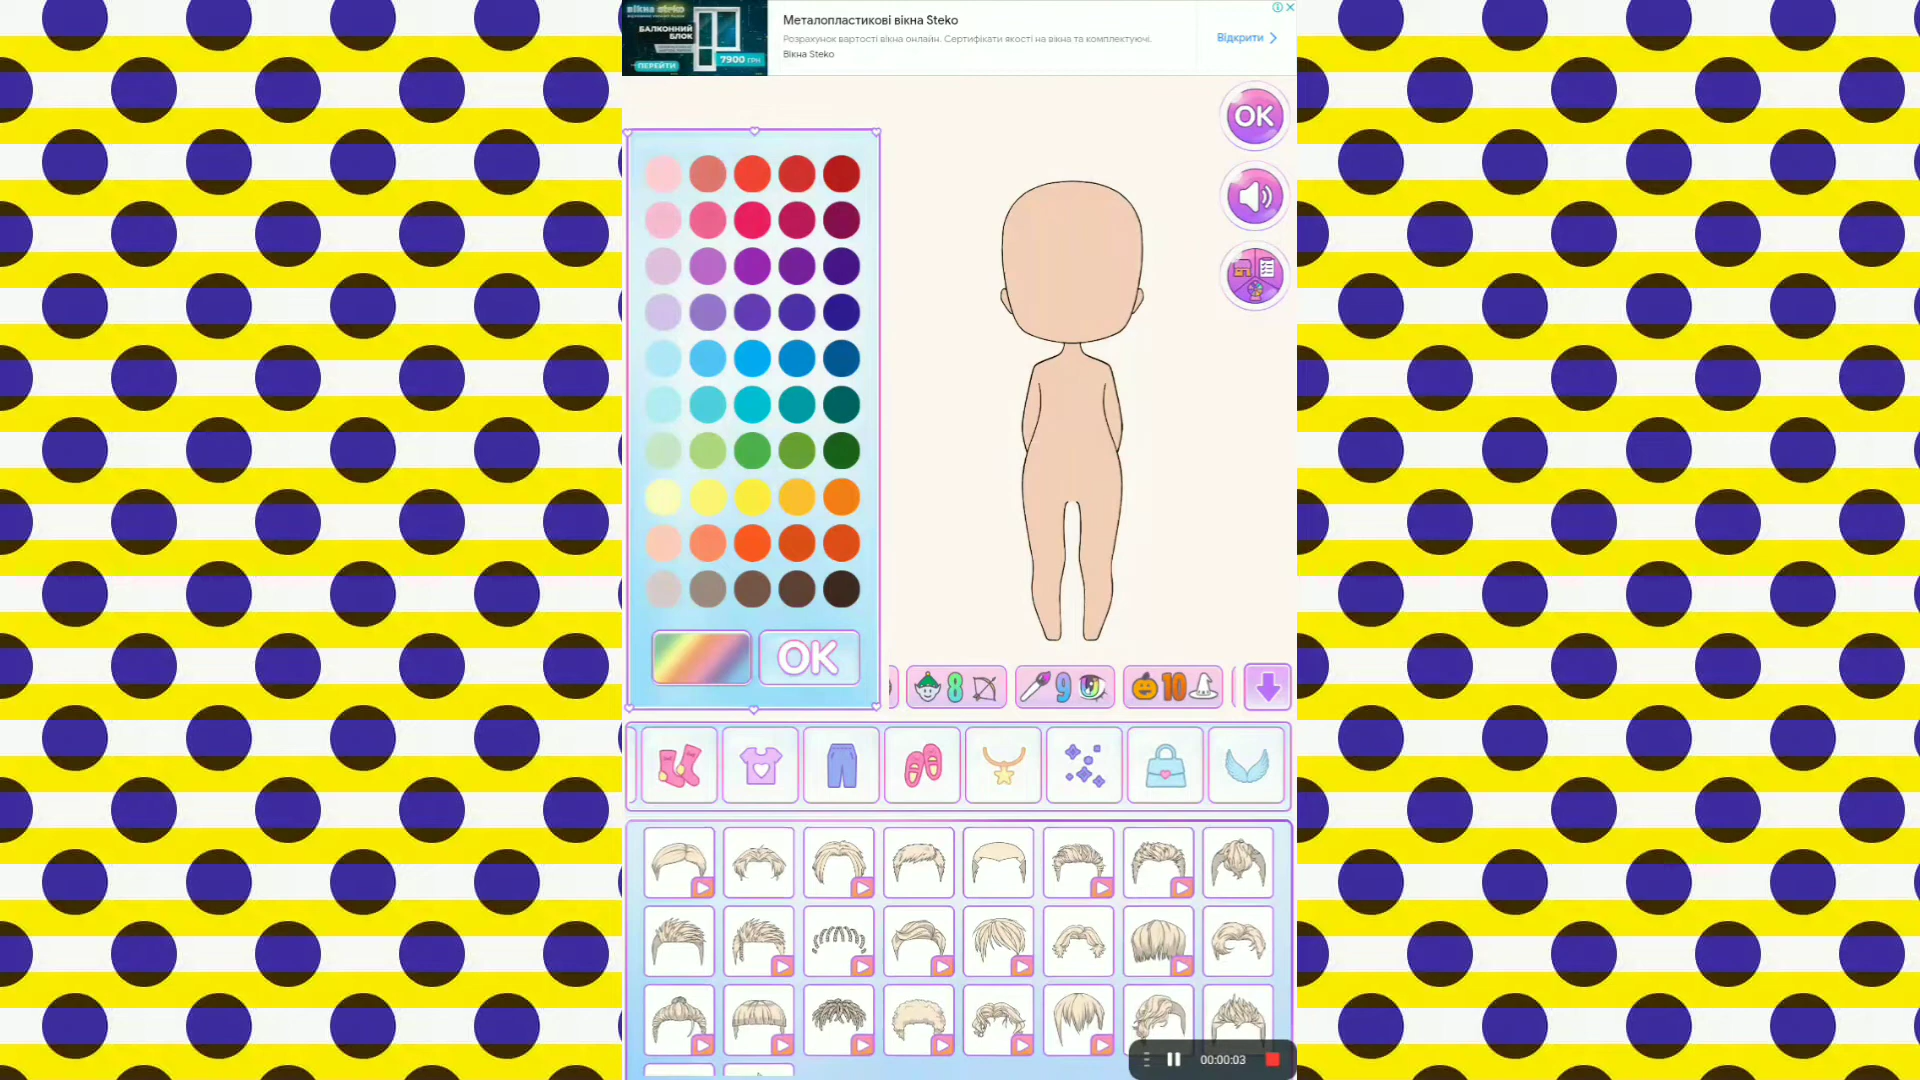 вікна steko
БАЛКОННИЙ
БЛОК
7900 ГРН
ПЕРЕЙТИ
Металопластикові вікна Steko
Розрахунок вартості вікна онлайн. Сертифікати якості на вікна та комплектуючі.
Вікна Steko
Відкрити
OK
OK
8
9
10
00:00:03